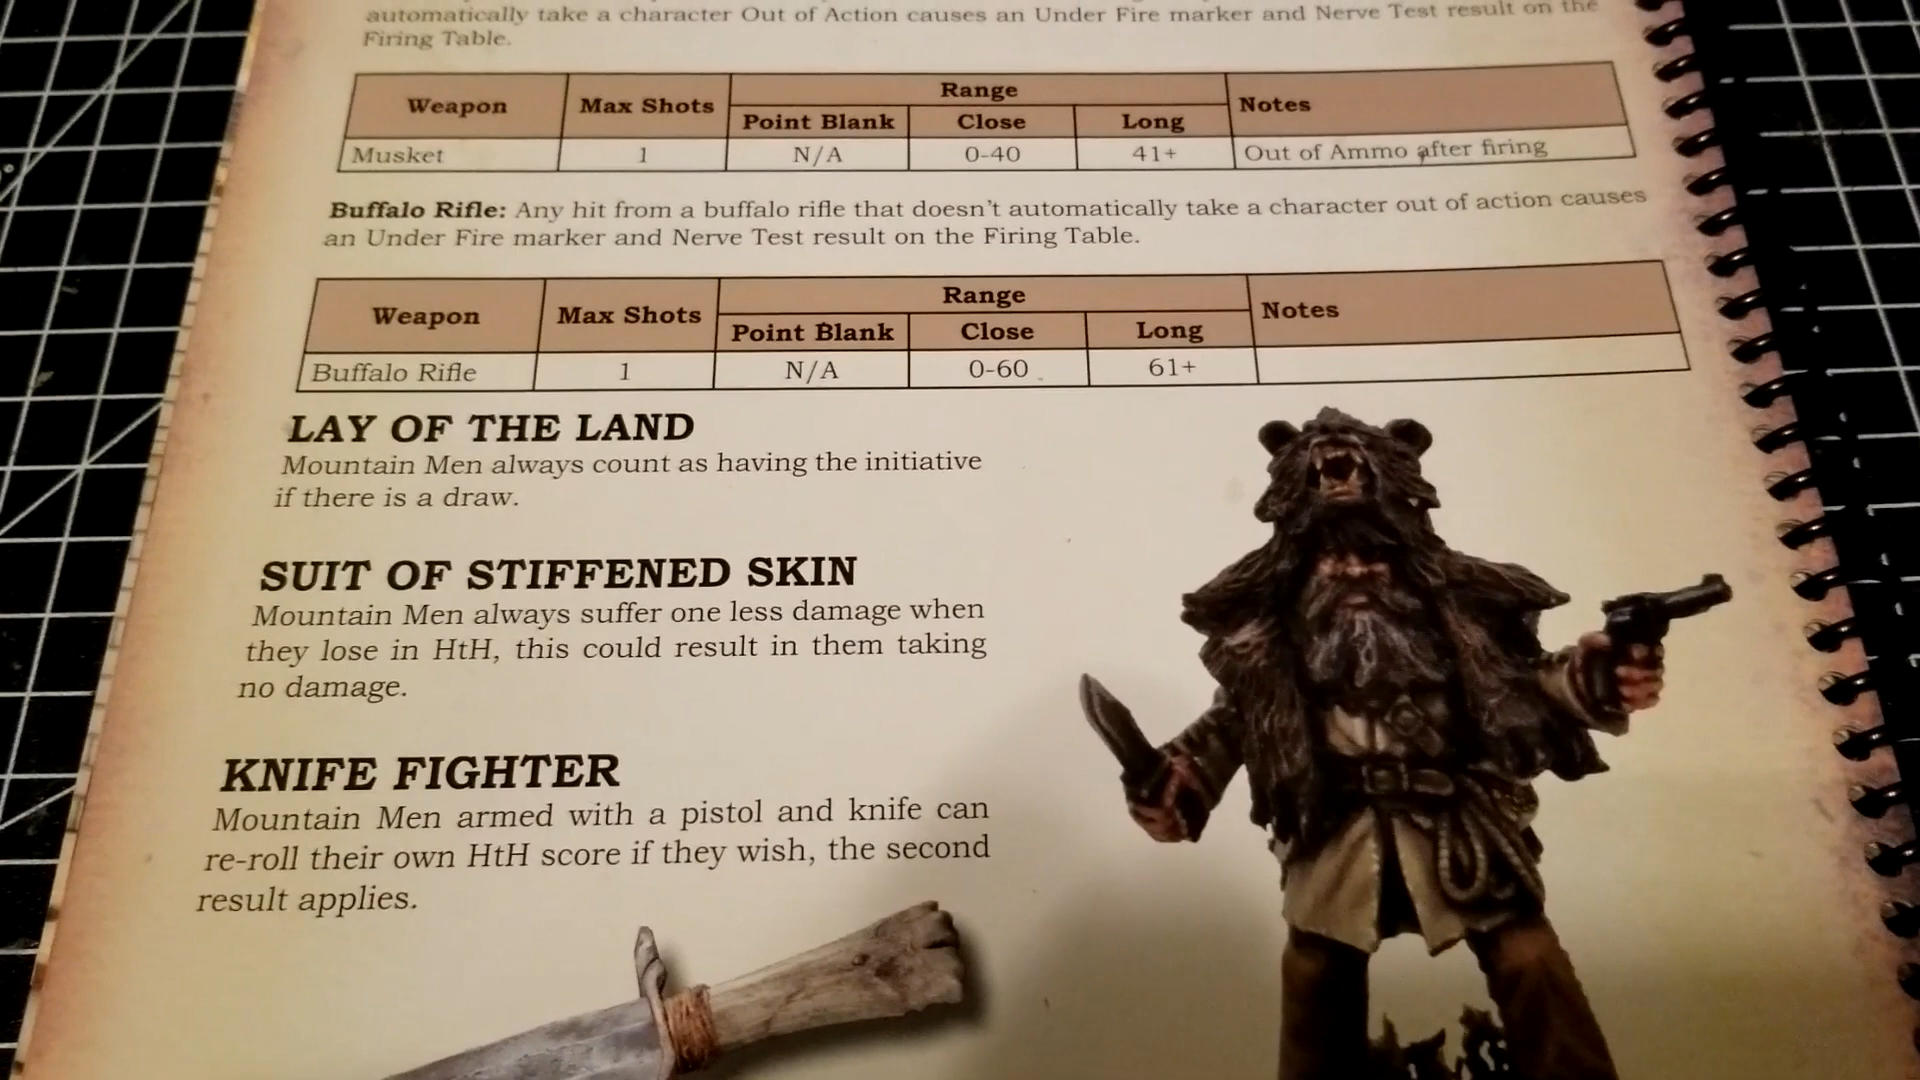 automatically take a character Out of Action causes an Under Fire marker and Nerve Test result on the
Firing Table.
Weapon Max Shots Range Notes
Point Blank Close Long
Musket 1 N/A 0-40 41+ Out of Ammo after firing
Buffalo Rifle: Any hit from a buffalo rifle that doesn't automatically take a character out of action causes
an Under Fire marker and Nerve Test result on the Firing Table.
Weapon Max Shots Range Notes
Point Blank Close Long
Buffalo Rifle 1 N/A 0-60 61+
LAY OF THE LAND
Mountain Men always count as having the initiative
if there is a draw.
SUIT OF STIFFENED SKIN
Mountain Men always suffer one less damage when
they lose in HtH, this could result in them taking
no damage.
KNIFE FIGHTER
Mountain Men armed with a pistol and knife can
re-roll their own HtH score if they wish, the second
result applies.